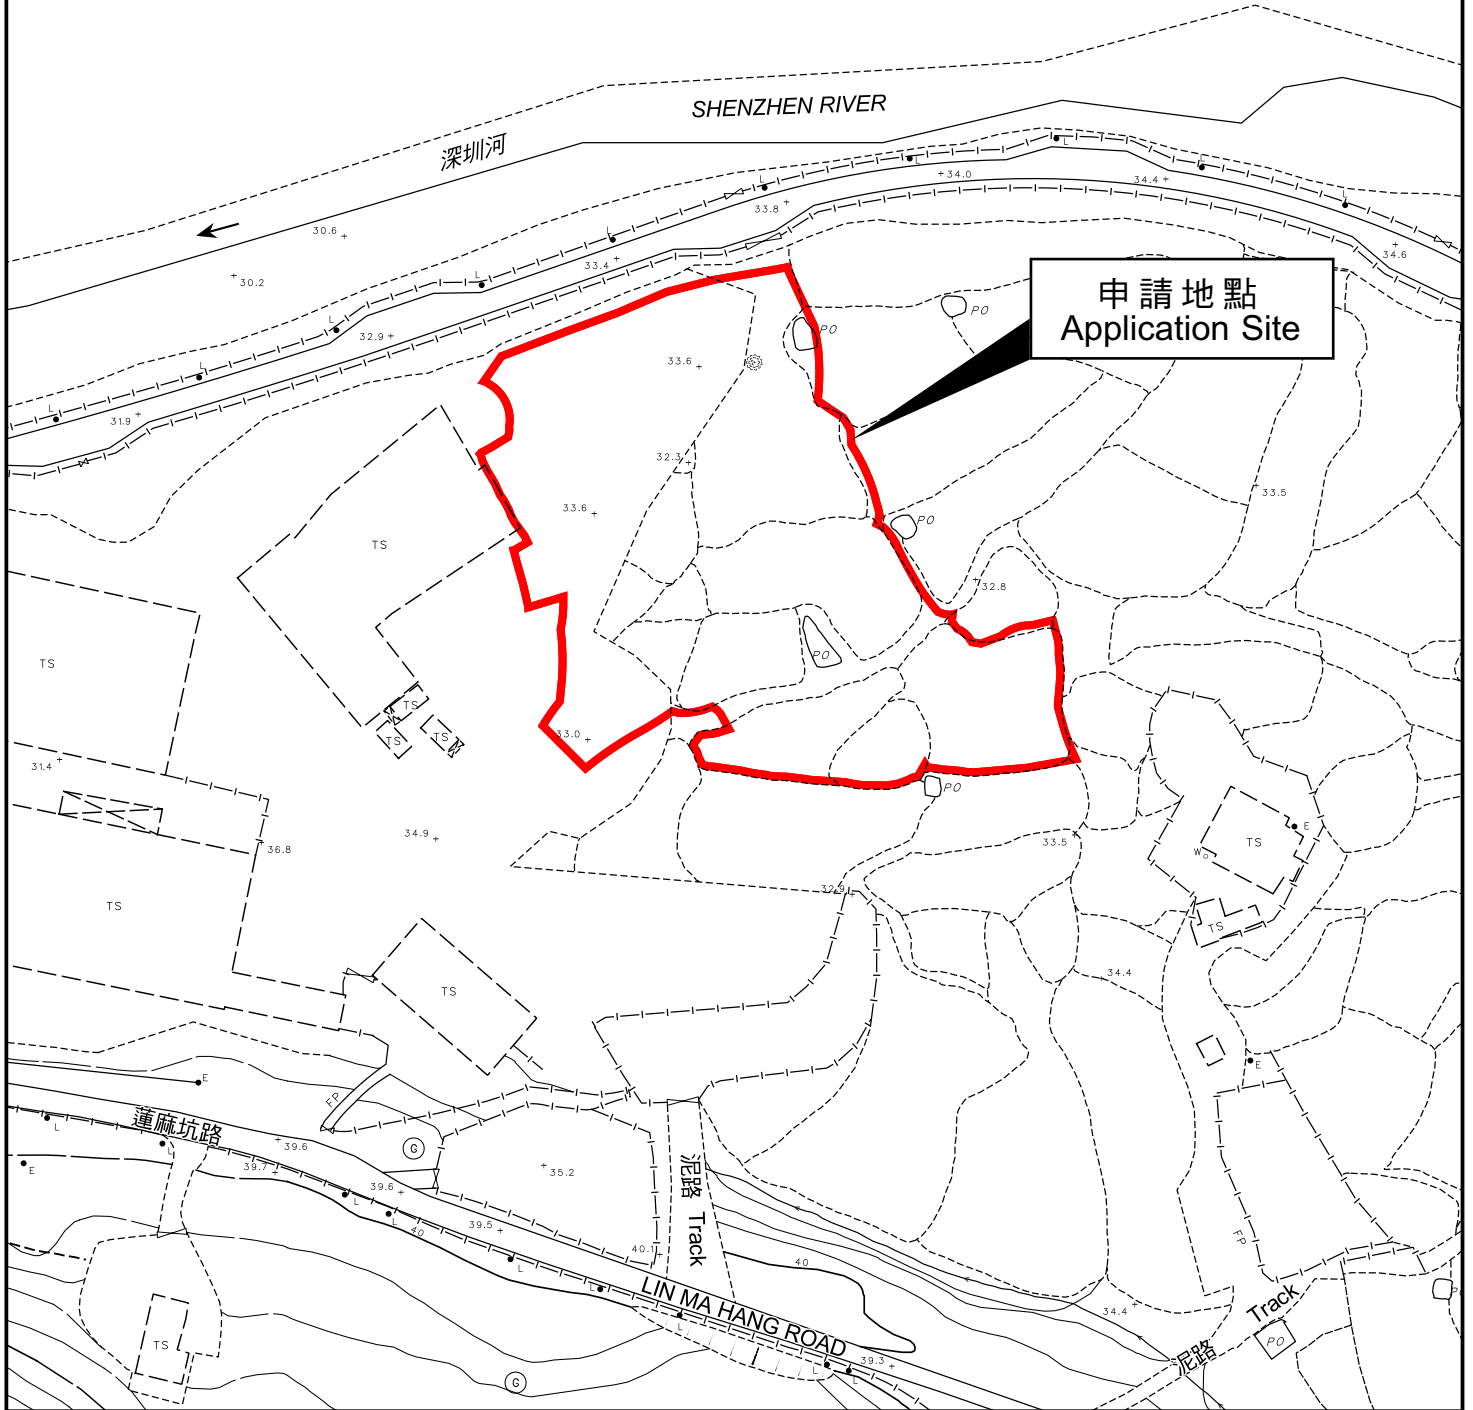 SHENZHEN RIVER
深圳河
L
L
34.0
34.4
L
L
33.8
L
30.6
L
33.4
34.6
30.2
L
申請地點
Application Site
PO
PO
L
32.9
33.6
L
L
31.9
32.3
33.5
33.6
PO
TS
32.8
TS
PO
TS
TS
TS
33.0
31.4
PO
34.9
33.5
E
36.8
W
TS
32.9
TS
TS
34.4
TS
E
E
FP
蓮麻坑路
L
L
39.6
G
39.7
E
35.2
泥路 Track
39.6
L
L
40
39.5
40.1
FP
L
40
L
LIN MA HANG ROAD
L
34.4
Track
泥路
PO
TS
39.3
L
L
G